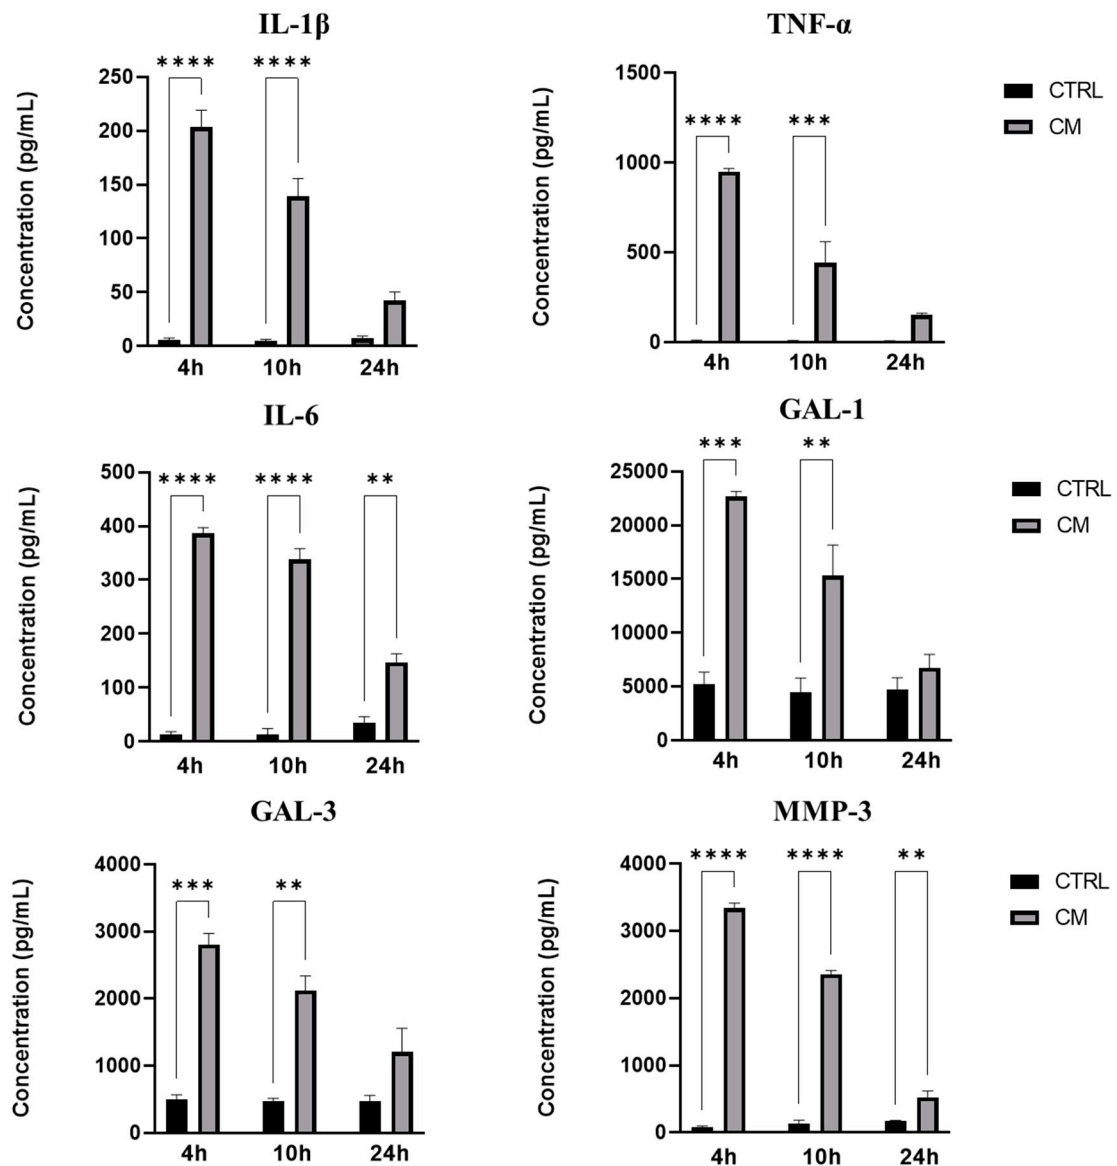 IL-1β
Concentration (pg/mL)
250
200
150
100
50
0
**** ****
4h 10h 24h
TNF-α
Concentration (pg/mL)
1500
1000
500
0
**** ***
4h 10h 24h
CTRL
CM
IL-6
Concentration (pg/mL)
500
400
300
200
100
0
**** **** **
4h 10h 24h
GAL-1
Concentration (pg/mL)
25000
20000
15000
10000
5000
0
*** **
4h 10h 24h
CTRL
CM
GAL-3
Concentration (pg/mL)
4000
3000
2000
1000
0
*** **
4h 10h 24h
MMP-3
Concentration (pg/mL)
4000
3000
2000
1000
0
**** **** **
4h 10h 24h
CTRL
CM